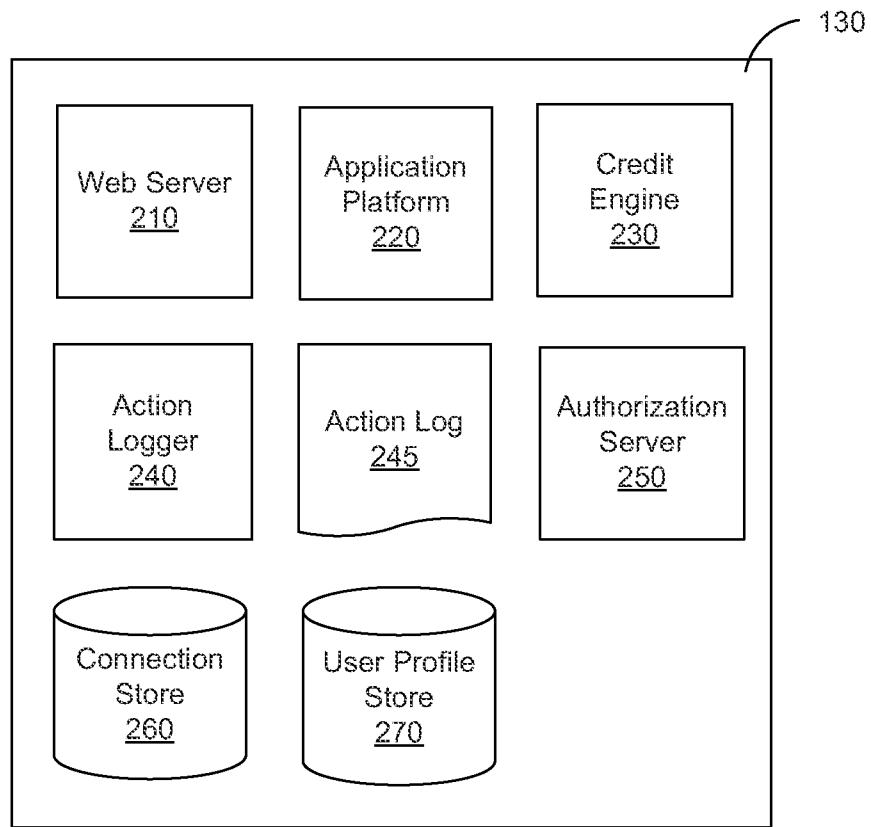 130
Web Server
210
Application
Platform
220
Credit
Engine
230
Action
Logger
240
Action Log
245
Authorization
Server
250
Connection
Store
260
User Profile
Store
270